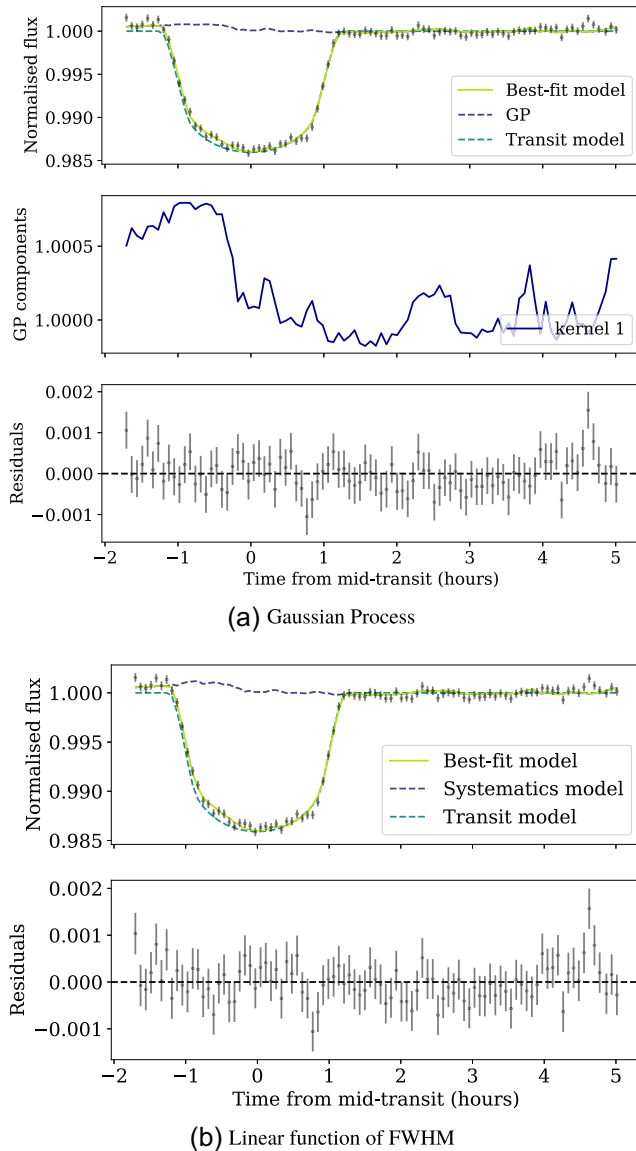 1.000
0.995
0.990
0.985
Normalised flux
Best-fit model
GP
Transit model
1.0005
1.0000
GP components
kernel 1
0.002
0.001
0.000
−0.001
Residuals
−2 −1 0 1 2 3 4 5
Time from mid-transit (hours)
(a) Gaussian Process
1.000
0.995
0.990
0.985
Normalised flux
Best-fit model
Systematics model
Transit model
0.002
0.001
0.000
−0.001
Residuals
−2 −1 0 1 2 3 4 5
Time from mid-transit (hours)
(b) Linear function of FWHM